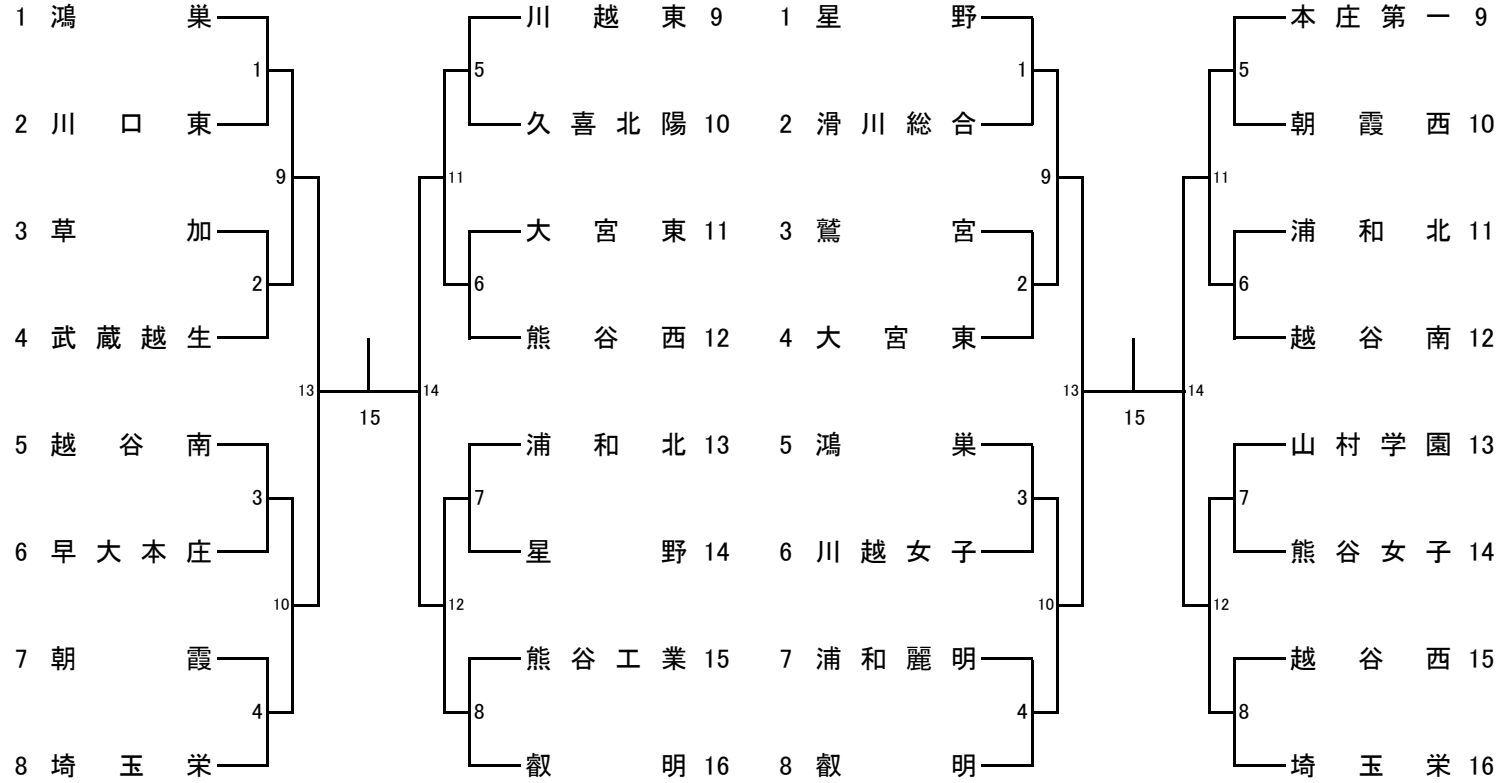 1 鴻巣 川越東 9 1 星野 本庄第一 9
1 5 1 5
2 川口東 久喜北陽 10 2 滑川総合 朝霞西 10
9 11 9 11
3 草加 大宮東 11 3 鷲宮 浦和北 11
2 6 2 6
4 武蔵越生 熊谷西 12 4 大宮東 越谷南 12
13 14 13 14
15 15
5 越谷南 浦和北 13 5 鴻巣 山村学園 13
3 7 3 7
6 早大本庄 星野 14 6 川越女子 熊谷女子 14
10 12 10 12
7 朝霞 熊谷工業 15 7 浦和麗明 越谷西 15
4 8 4 8
8 埼玉栄 叡明 16 8 叡明 埼玉栄 16